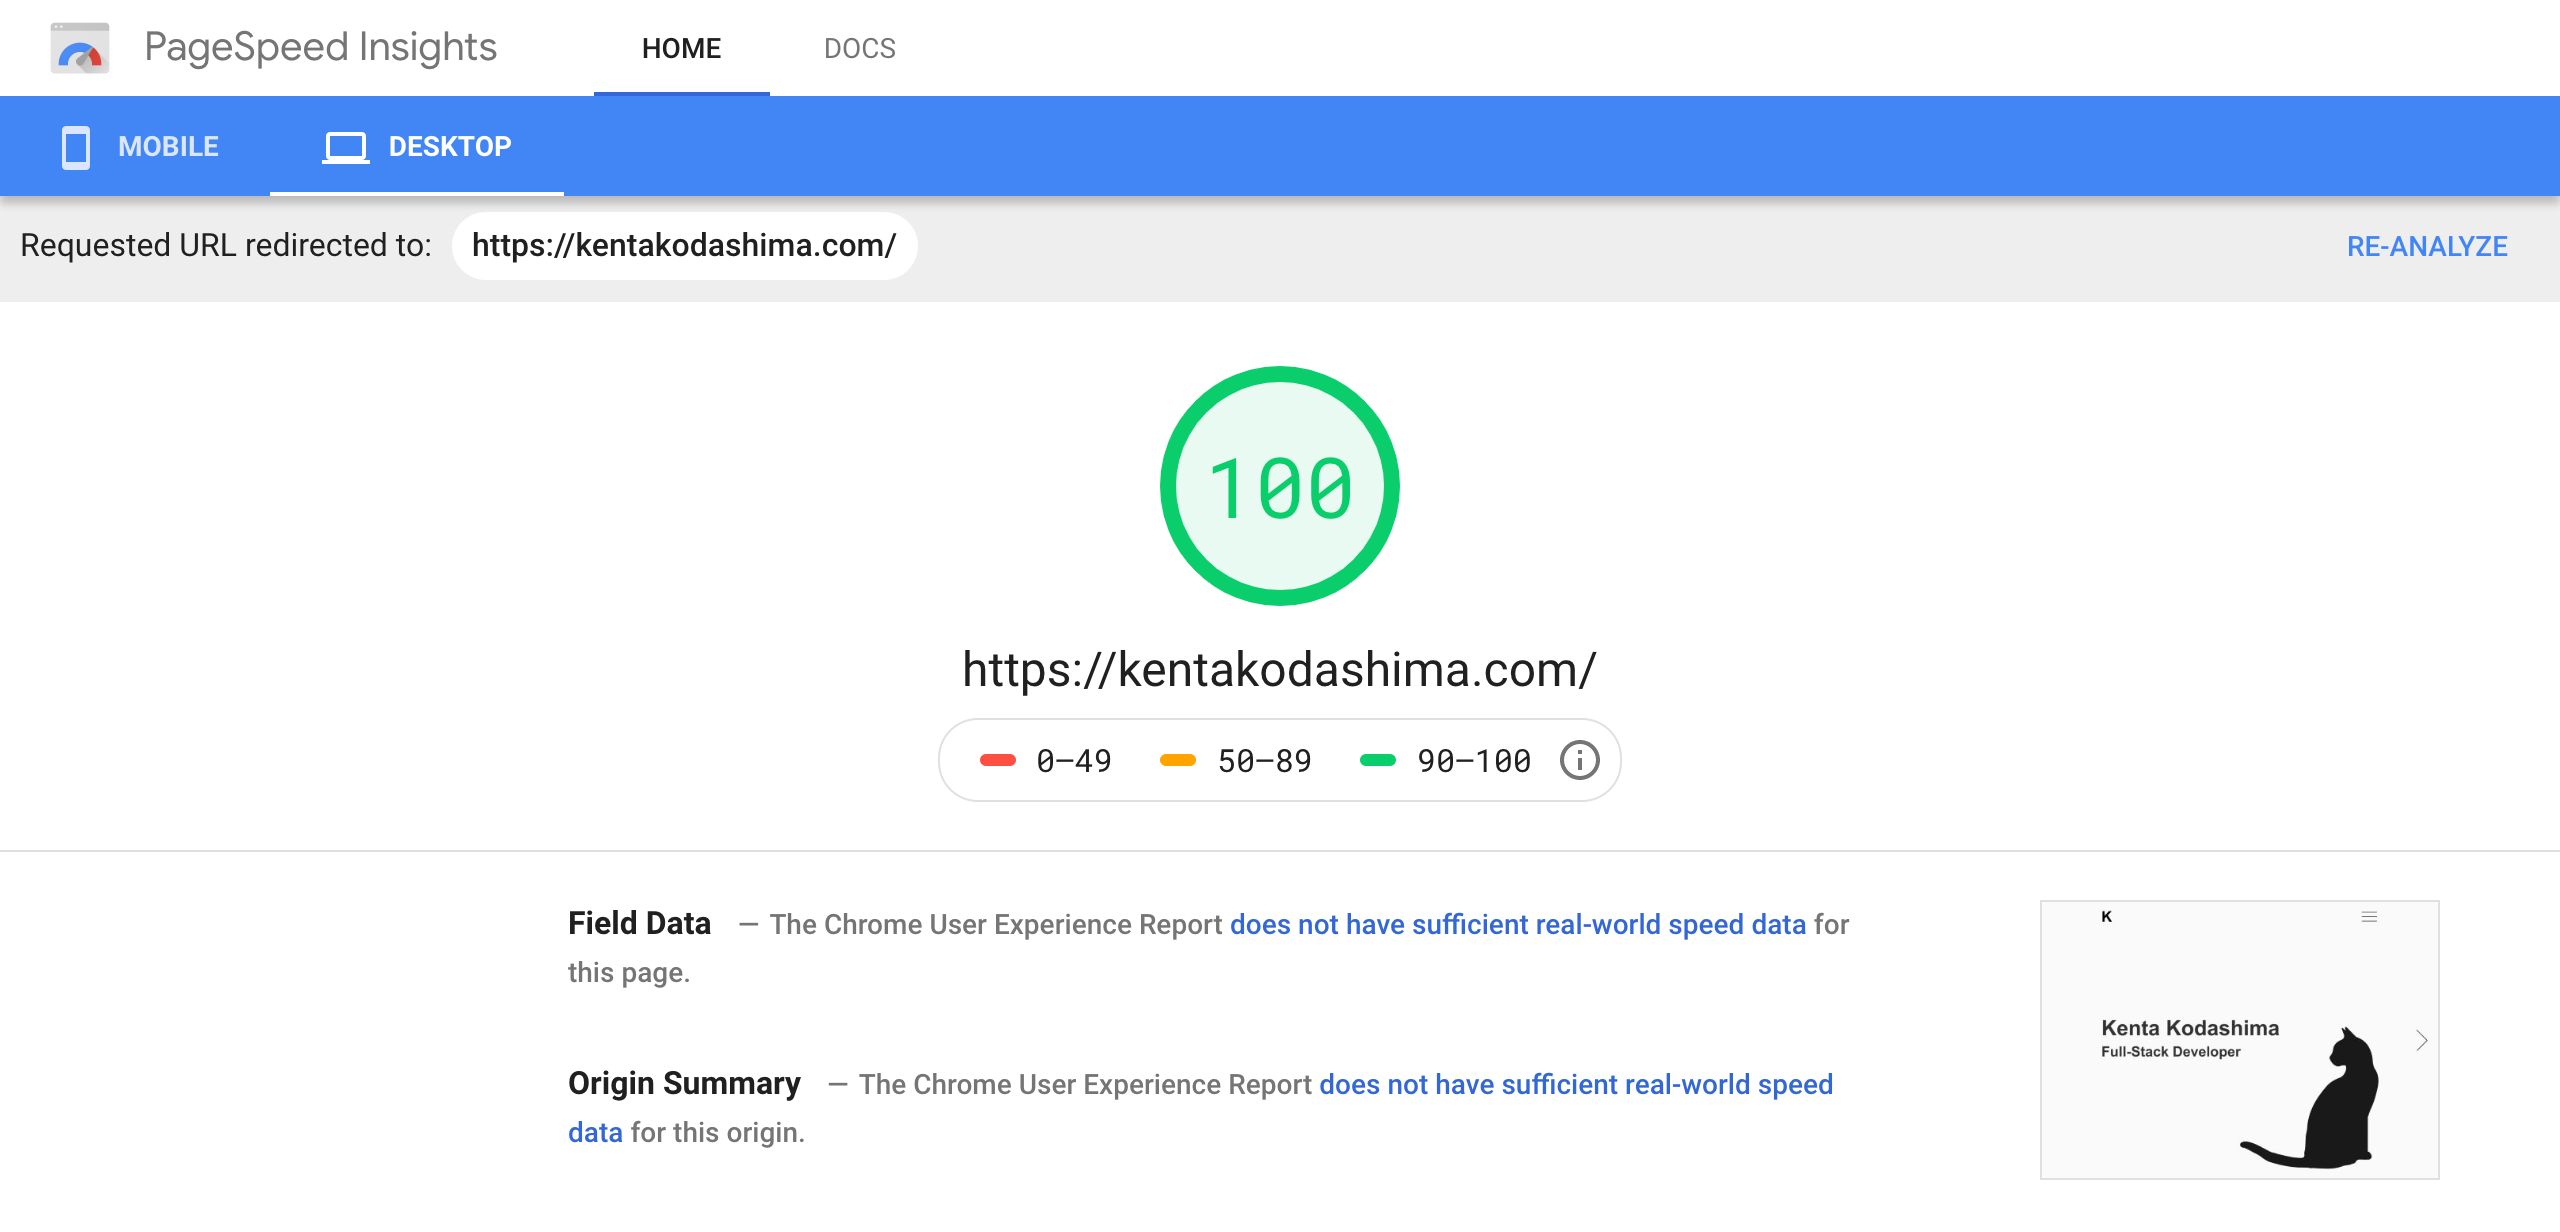 PageSpeed Insights
HOME
DOCS
MOBILE
DESKTOP
Requested URL redirected to:
https://kentakodashima.com/
RE-ANALYZE
100
https://kentakodashima.com/
0–49
50–89
90–100
Field Data — The Chrome User Experience Report does not have sufficient real-world speed data for
this page.
Origin Summary — The Chrome User Experience Report does not have sufficient real-world speed
data for this origin.
K
Kenta Kodashima
Full-Stack Developer